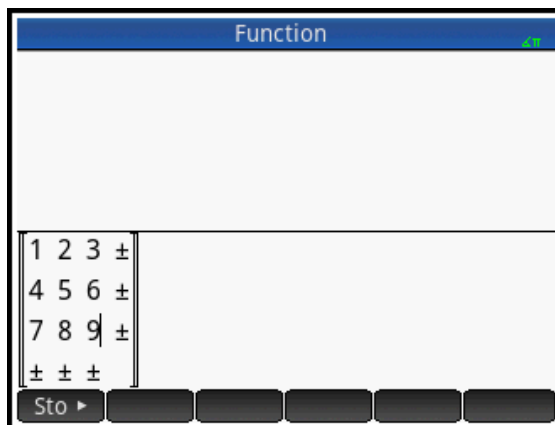 Function
∡π
1 2 3 ±
4 5 6 ±
7 8 9 ±
± ± ±
Sto ►